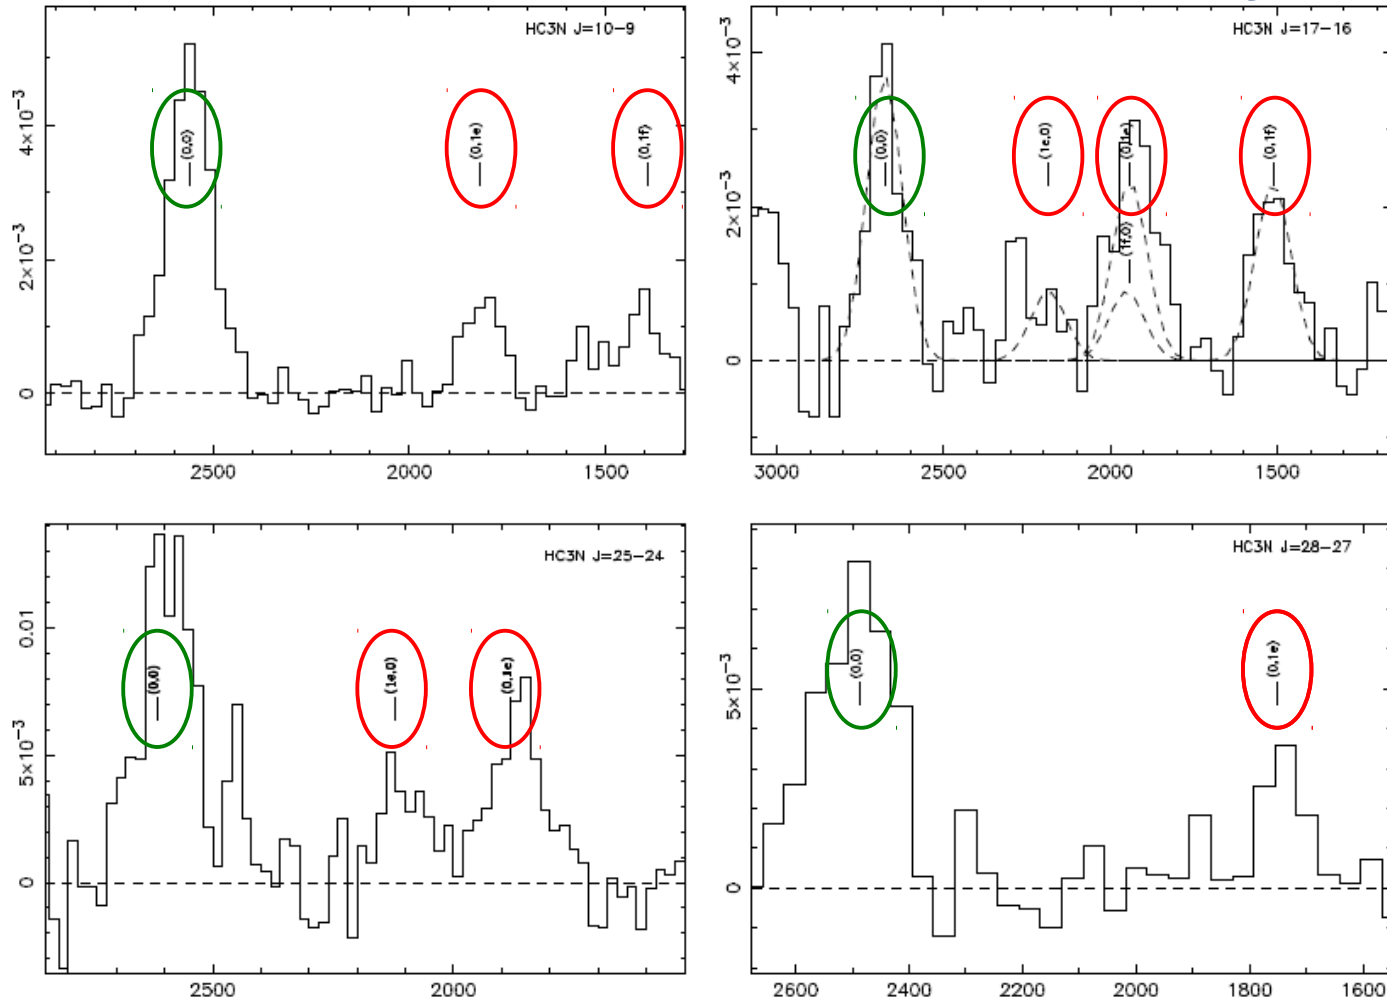 HC3N J=10-9
4×10⁻³
2×10⁻³
0
(0,0)
(0,1e)
(0,1f)
2500
2000
1500
HC3N J=17-16
4×10⁻³
2×10⁻³
0
(0,0)
(1e,0)
(0,1e)
(1f,0)
(0,1f)
3000
2500
2000
1500
HC3N J=25-24
0.01
5×10⁻³
0
(0,0)
(1e,0)
(0,1e)
2500
2000
HC3N J=28-27
5×10⁻³
0
(0,0)
(0,1e)
2600
2400
2200
2000
1800
1600